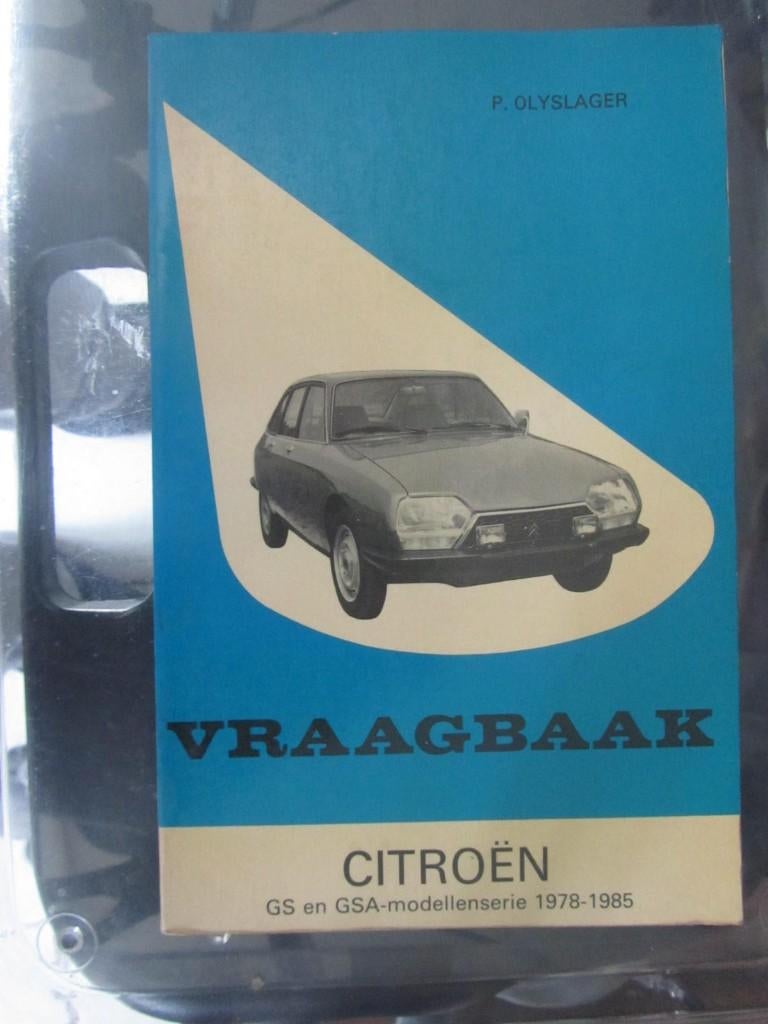 P. OLYSLAGER
VRAAGBAAK
CITROËN
GS en GSA-modellenserie 1978-1985